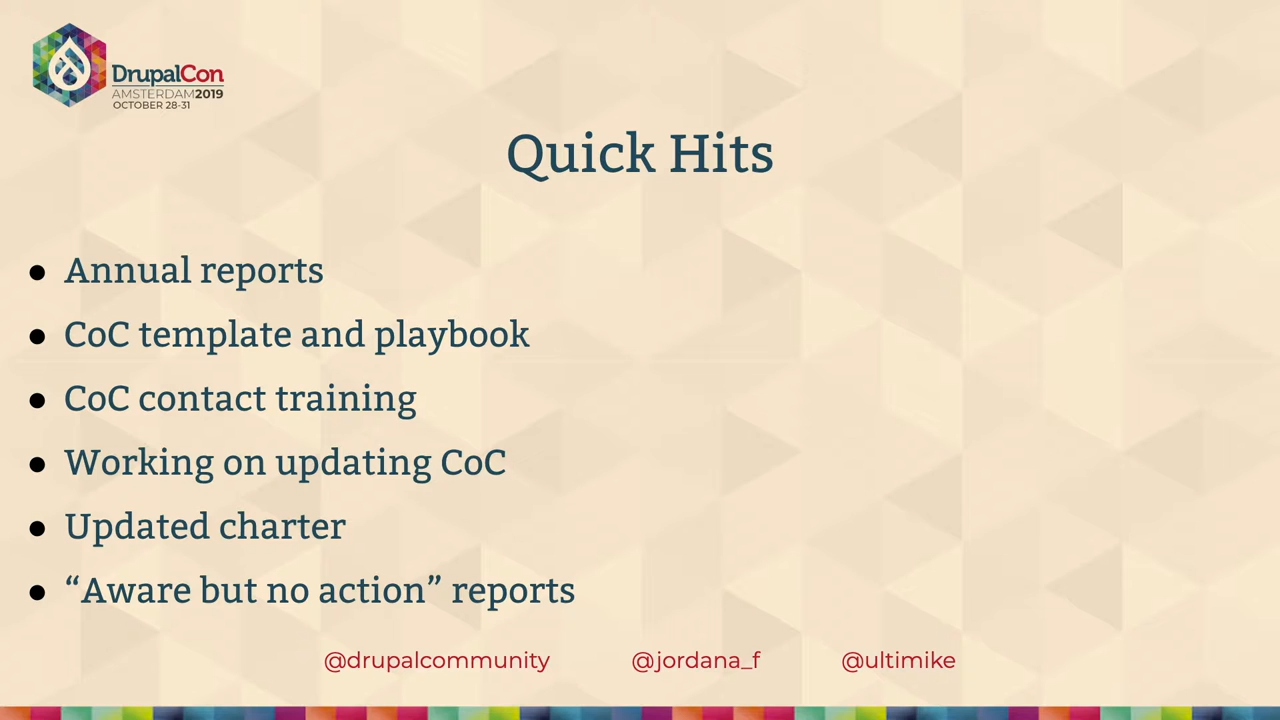 DrupalCon
AMSTERDAM2019
OCTOBER 28-31
Quick Hits
● Annual reports
● CoC template and playbook
● CoC contact training
● Working on updating CoC
● Updated charter
● “Aware but no action” reports
@drupalcommunity @jordana_f @ultimike